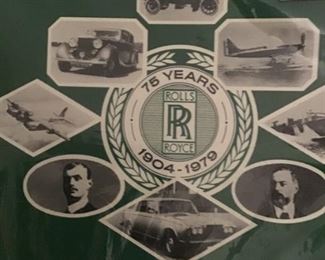 75 YEARS
ROLLS
RR
ROYCE
1904-1979